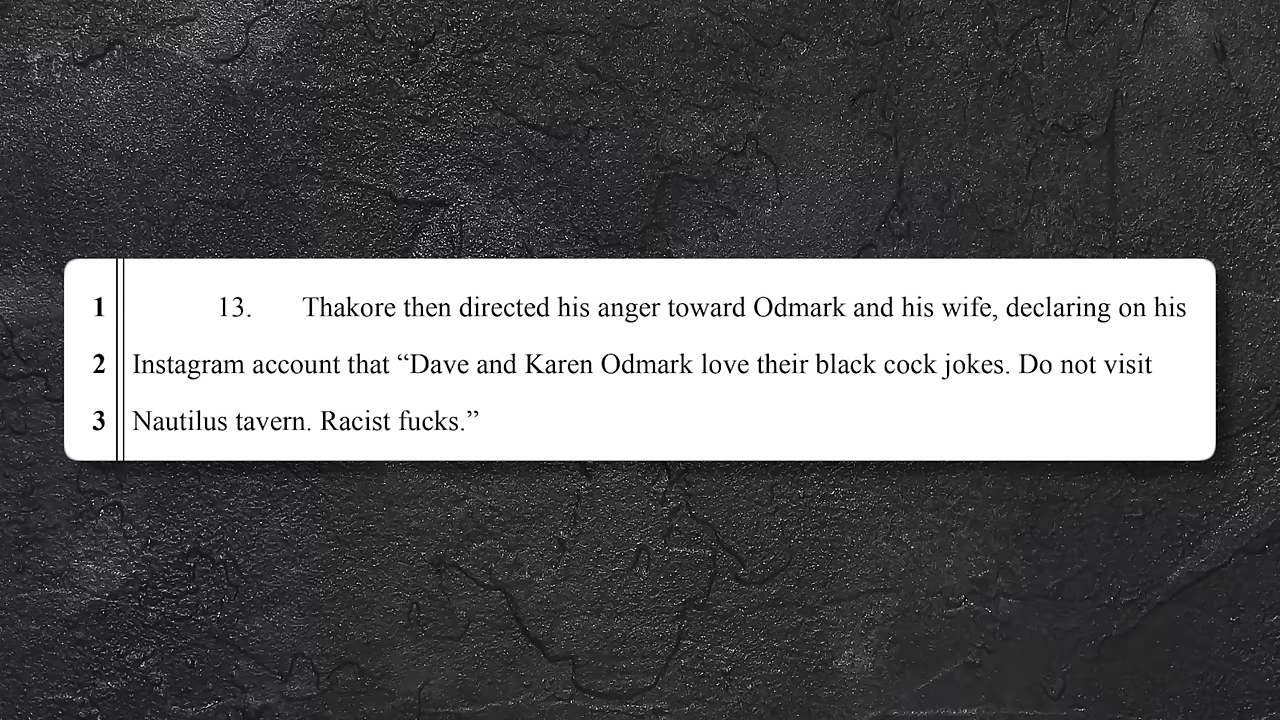 1 13. Thakore then directed his anger toward Odmark and his wife, declaring on his
2 Instagram account that “Dave and Karen Odmark love their black cock jokes. Do not visit
3 Nautilus tavern. Racist fucks.”